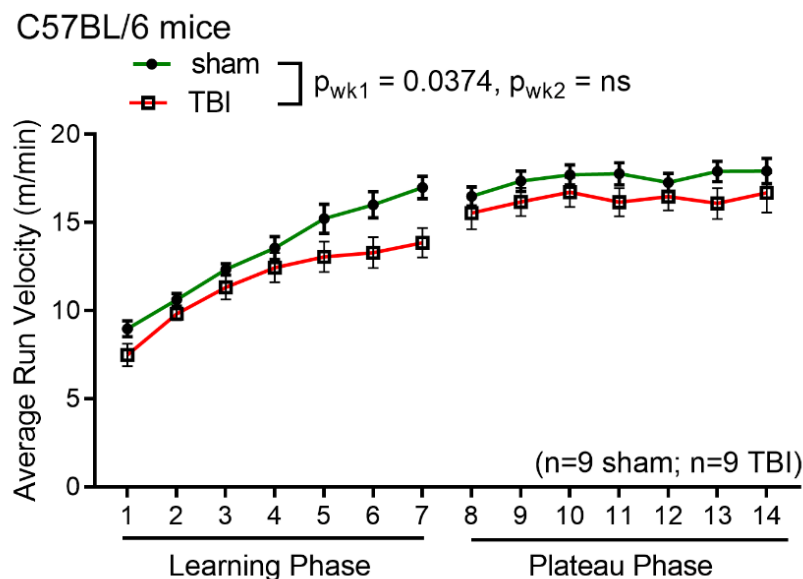 C57BL/6 mice
sham
TBI
pwk1 = 0.0374, pwk2 = ns
Average Run Velocity (m/min)
20
15
10
5
0
(n=9 sham; n=9 TBI)
1 2 3 4 5 6 7 8 9 10 11 12 13 14
Learning Phase Plateau Phase